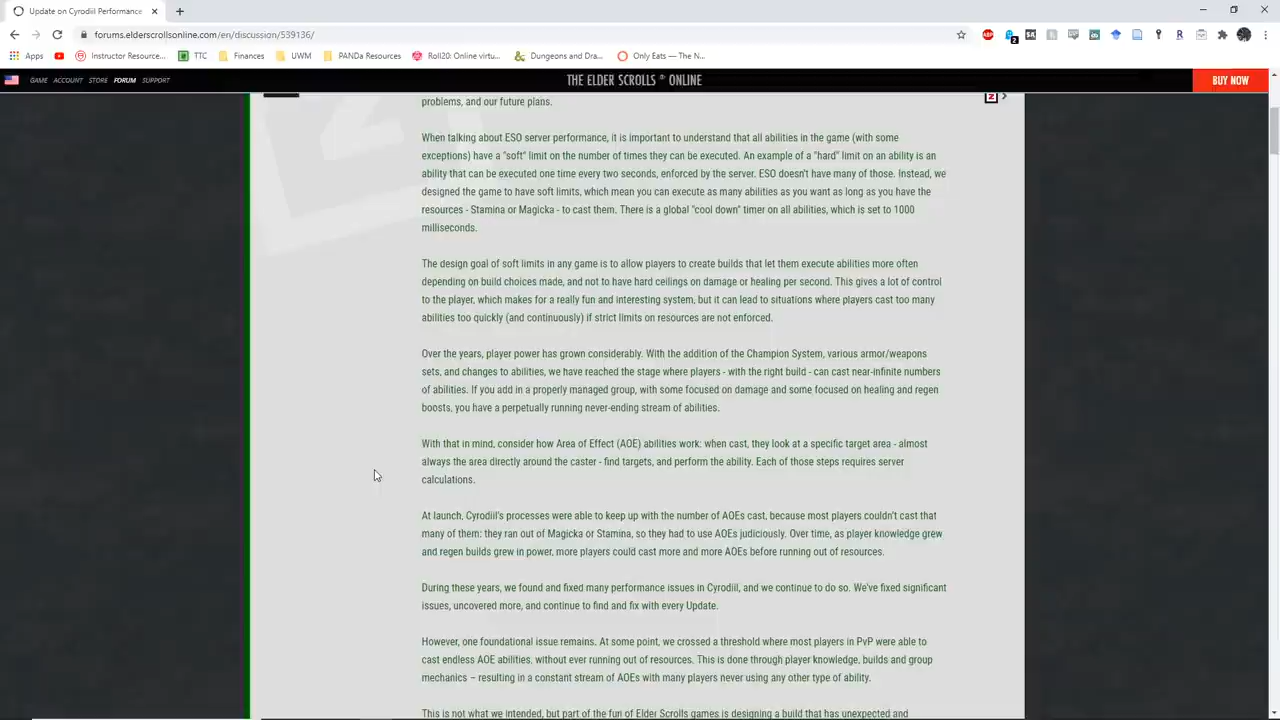 Update on Cyrodiil Performance
forums.elderscrollsonline.com/en/discussion/539136/
Apps
Instructor Resource...
TTC
Finances
UWM
PANDa Resources
Roll20: Online virtu...
Dungeons and Dra...
Only Eats — The N...
GAME ACCOUNT STORE FORUM SUPPORT
THE ELDER SCROLLS ® ONLINE
BUY NOW
problems, and our future plans.
When talking about ESO server performance, it is important to understand that all abilities in the game (with some
exceptions) have a "soft" limit on the number of times they can be executed. An example of a "hard" limit on an ability is an
ability that can be executed one time every two seconds, enforced by the server. ESO doesn't have many of those. Instead, we
designed the game to have soft limits, which mean you can execute as many abilities as you want as long as you have the
resources - Stamina or Magicka - to cast them. There is a global "cool down" timer on all abilities, which is set to 1000
milliseconds.
The design goal of soft limits in any game is to allow players to create builds that let them execute abilities more often
depending on build choices made, and not to have hard ceilings on damage or healing per second. This gives a lot of control
to the player, which makes for a really fun and interesting system, but it can lead to situations where players cast too many
abilities too quickly (and continuously) if strict limits on resources are not enforced.
Over the years, player power has grown considerably. With the addition of the Champion System, various armor/weapons
sets, and changes to abilities, we have reached the stage where players - with the right build - can cast near-infinite numbers
of abilities. If you add in a properly managed group, with some focused on damage and some focused on healing and regen
boosts, you have a perpetually running never-ending stream of abilities.
With that in mind, consider how Area of Effect (AOE) abilities work: when cast, they look at a specific target area - almost
always the area directly around the caster - find targets, and perform the ability. Each of those steps requires server
calculations.
At launch, Cyrodiil's processes were able to keep up with the number of AOEs cast, because most players couldn't cast that
many of them: they ran out of Magicka or Stamina, so they had to use AOEs judiciously. Over time, as player knowledge grew
and regen builds grew in power, more players could cast more and more AOEs before running out of resources.
During these years, we found and fixed many performance issues in Cyrodiil, and we continue to do so. We've fixed significant
issues, uncovered more, and continue to find and fix with every Update.
However, one foundational issue remains. At some point, we crossed a threshold where most players in PvP were able to
cast endless AOE abilities, without ever running out of resources. This is done through player knowledge, builds and group
mechanics – resulting in a constant stream of AOEs with many players never using any other type of ability.
This is not what we intended, but part of the fun of Elder Scrolls games is designing a build that has unexpected and